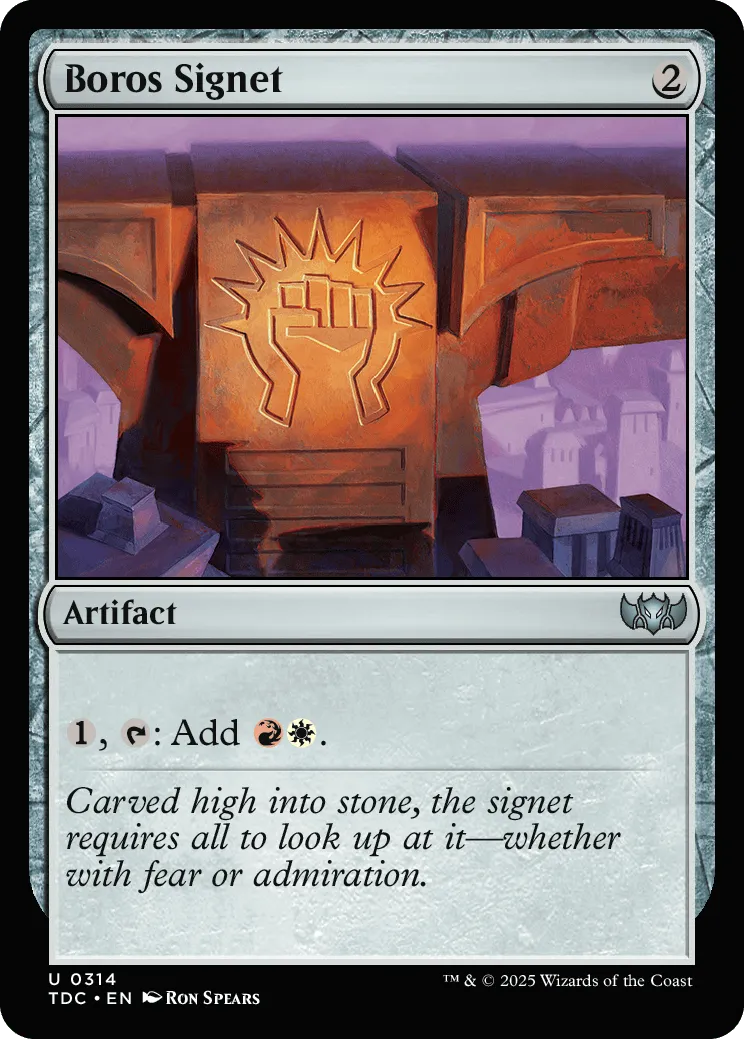 Boros Signet 2
Artifact
1, : Add .
Carved high into stone, the signet
requires all to look up at it—whether
with fear or admiration.
U 0314
TDC • EN Ron Spears
™ & © 2025 Wizards of the Coast